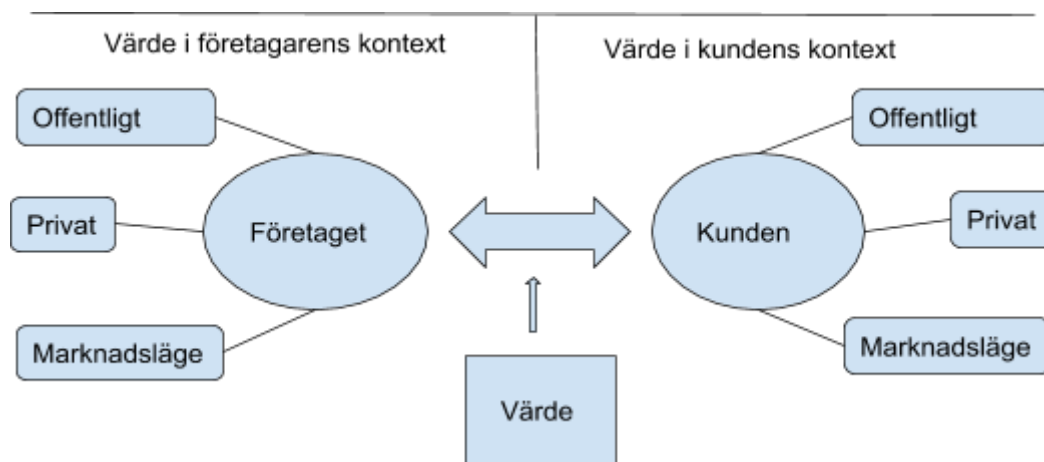 Värde i företagarens kontext
Värde i kundens kontext
Offentligt
Privat
Marknadsläge
Företaget
Värde
Kunden
Offentligt
Privat
Marknadsläge